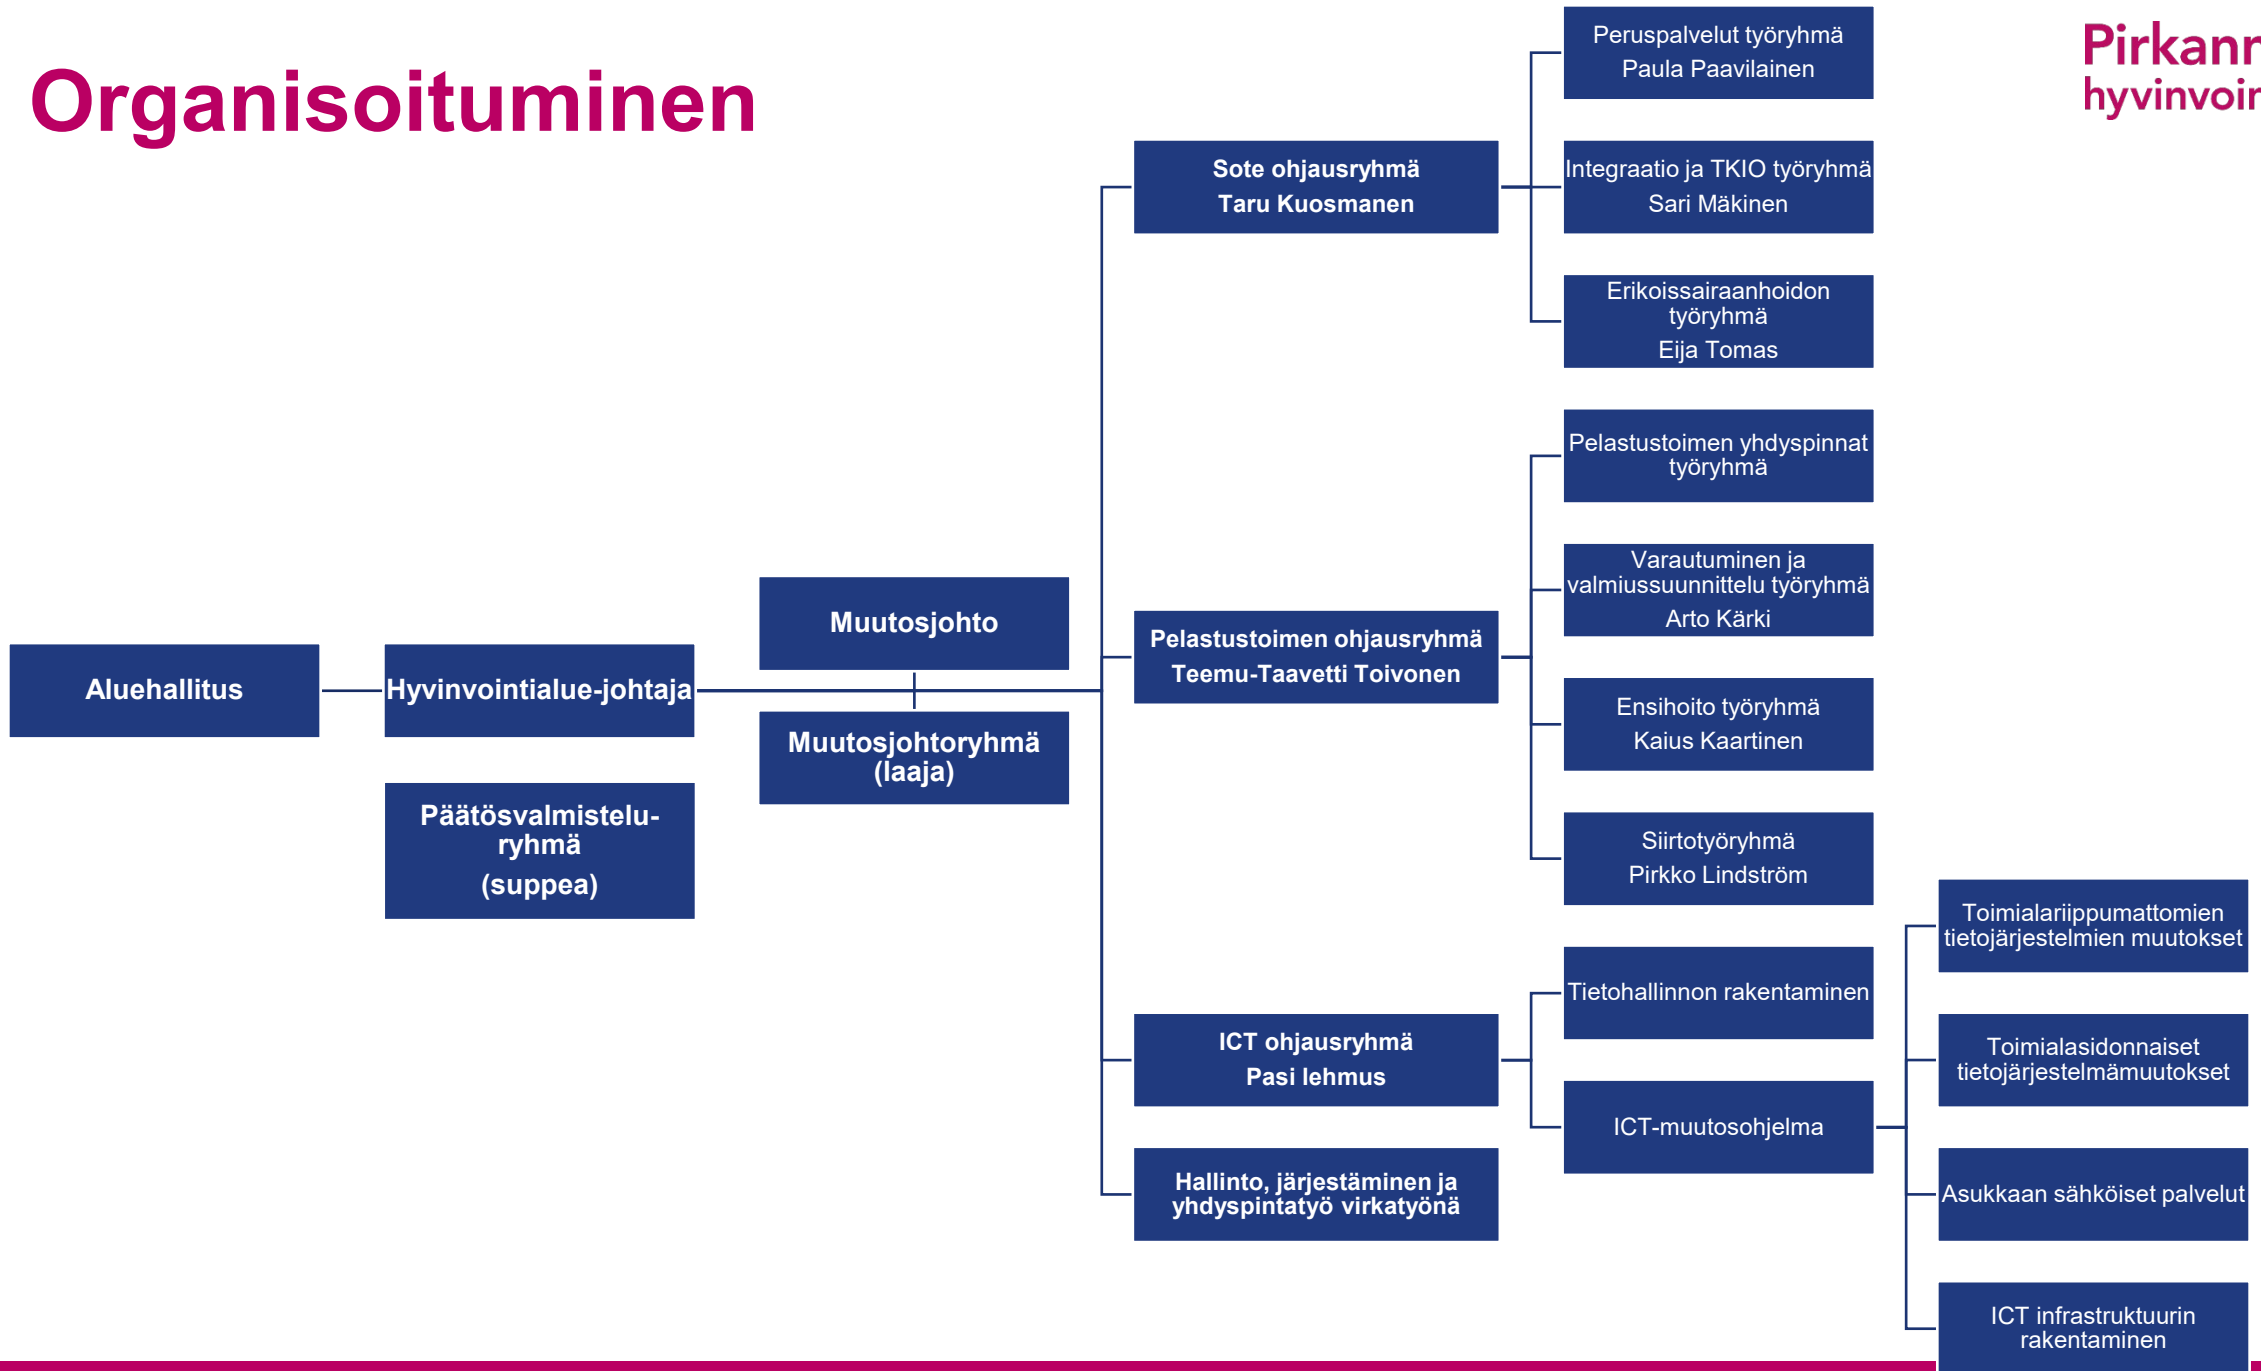 Organisoituminen
Pirkann
hyvinvoin
Aluehallitus
Hyvinvointialue-johtaja
Päätösvalmistelu-
ryhmä
(suppea)
Muutosjohto
Muutosjohtoryhmä
(laaja)
Sote ohjausryhmä
Taru Kuosmanen
Peruspalvelut työryhmä
Paula Paavilainen
Integraatio ja TKIO työryhmä
Sari Mäkinen
Erikoissairaanhoidon
työryhmä
Eija Tomas
Pelastustoimen ohjausryhmä
Teemu-Taavetti Toivonen
Pelastustoimen yhdyspinnat
työryhmä
Varautuminen ja
valmiussuunnittelu työryhmä
Arto Kärki
Ensihoito työryhmä
Kaius Kaartinen
Siirtotyöryhmä
Pirkko Lindström
ICT ohjausryhmä
Pasi lehmus
Tietohallinnon rakentaminen
ICT-muutosohjelma
Toimialariippumattomien
tietojärjestelmien muutokset
Toimialasidonnaiset
tietojärjestelmämuutokset
Asukkaan sähköiset palvelut
ICT infrastruktuurin
rakentaminen
Hallinto, järjestäminen ja
yhdyspintatyö virkatyönä